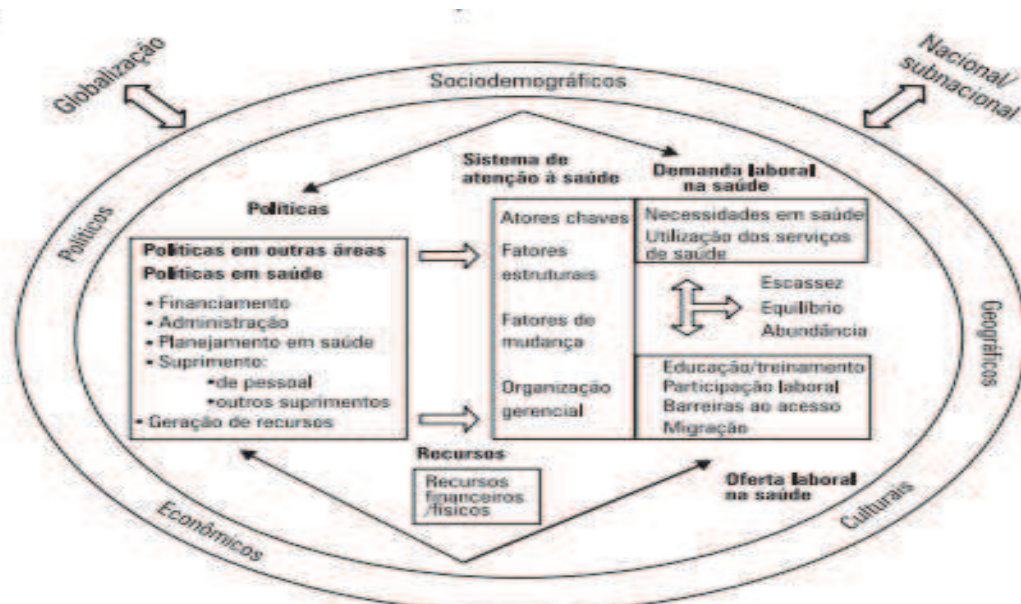 Globalização
Nacional/
subnacional
Sociodemográficos
Políticos
Geográficos
Econômicos
Culturais
Políticas
Políticas em outras áreas
Políticas em saúde
• Financiamento
• Administração
• Planejamento em saúde
• Suprimento:
•de pessoal
•outros suprimentos
• Geração de recursos
Sistema de
atenção à saúde
Atores chaves
Fatores
estruturais
Fatores de
mudança
Organização
gerencial
Demanda laboral
na saúde
Necessidades em saúde
Utilização dos serviços
de saúde
Escassez
Equilíbrio
Abundância
Educação/treinamento
Participação laboral
Barreiras ao acesso
Migração
Oferta laboral
na saúde
Recursos
Recursos
financeiros
/físicos